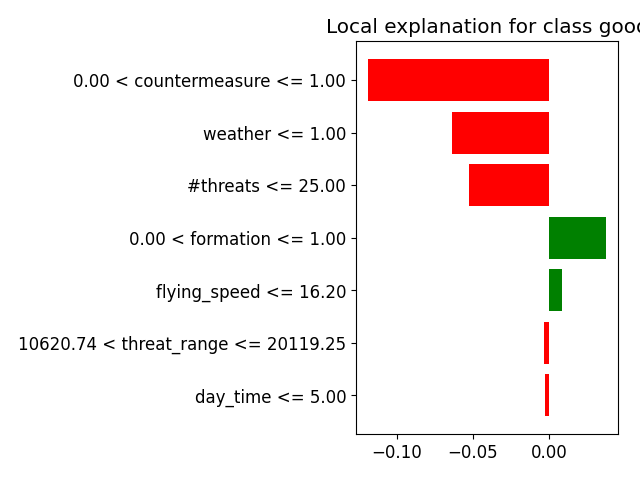 Local explanation for class good
0.00 < countermeasure <= 1.00
weather <= 1.00
#threats <= 25.00
0.00 < formation <= 1.00
flying_speed <= 16.20
10620.74 < threat_range <= 20119.25
day_time <= 5.00
−0.10 −0.05 0.00